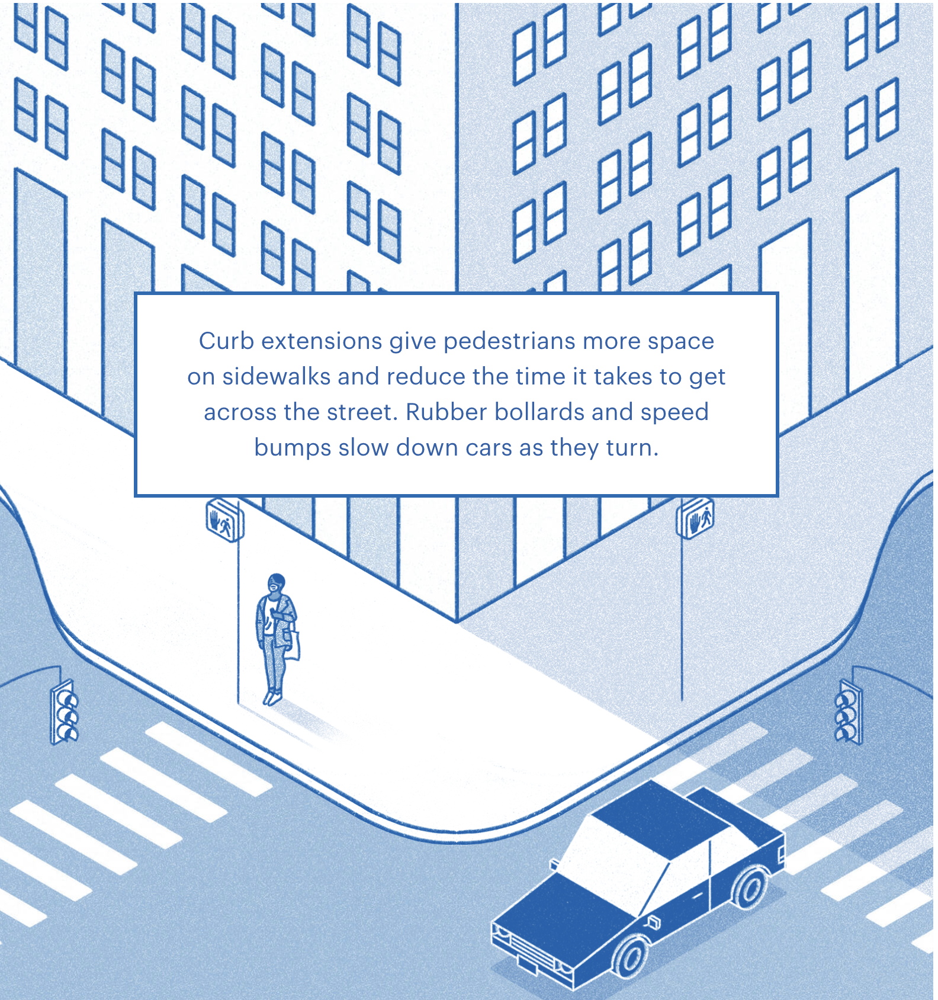 Curb extensions give pedestrians more space
on sidewalks and reduce the time it takes to get
across the street. Rubber bollards and speed
bumps slow down cars as they turn.